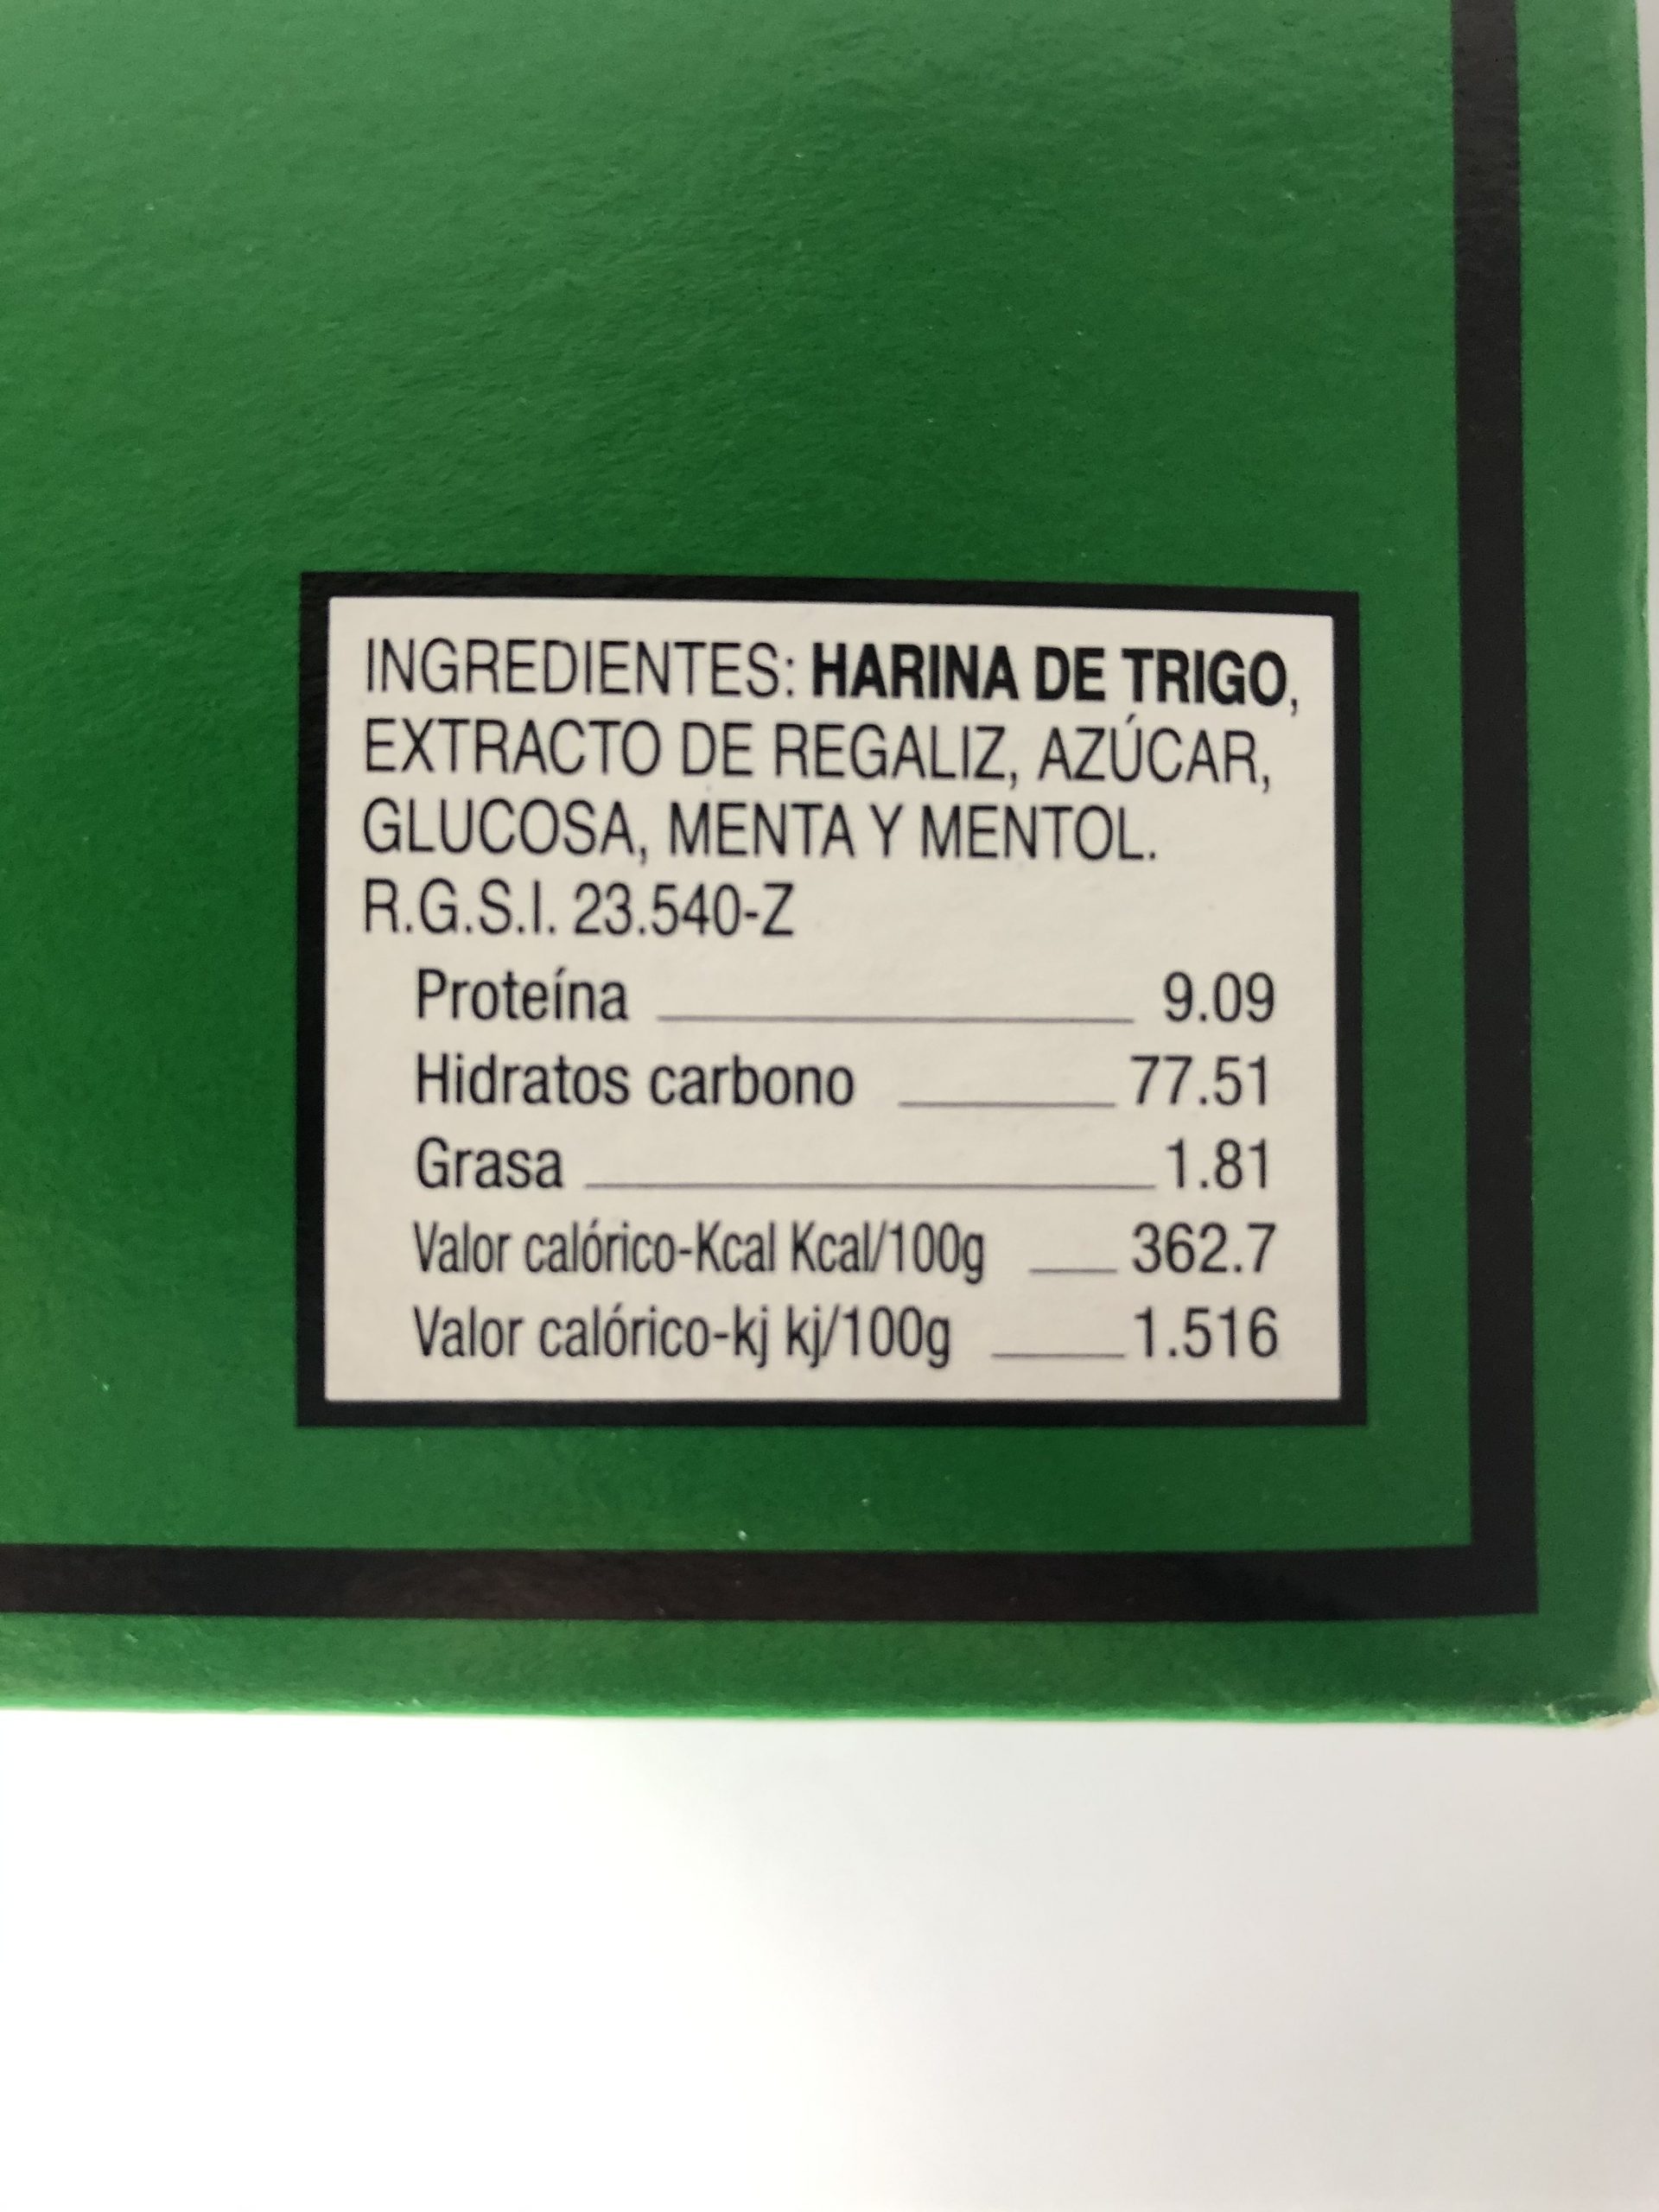 INGREDIENTES: HARINA DE TRIGO,
EXTRACTO DE REGALIZ, AZÚCAR,
GLUCOSA, MENTA Y MENTOL.
R.G.S.I. 23.540-Z
Proteína 9.09
Hidratos carbono 77.51
Grasa 1.81
Valor calórico-Kcal Kcal/100g 362.7
Valor calórico-kj kj/100g 1.516